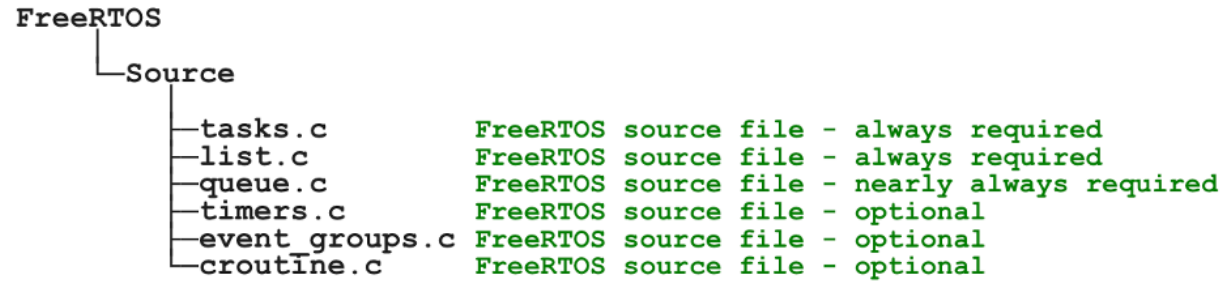 FreeRTOS
Source
tasks.c FreeRTOS source file - always required
list.c FreeRTOS source file - always required
queue.c FreeRTOS source file - nearly always required
timers.c FreeRTOS source file - optional
event_groups.c FreeRTOS source file - optional
croutine.c FreeRTOS source file - optional